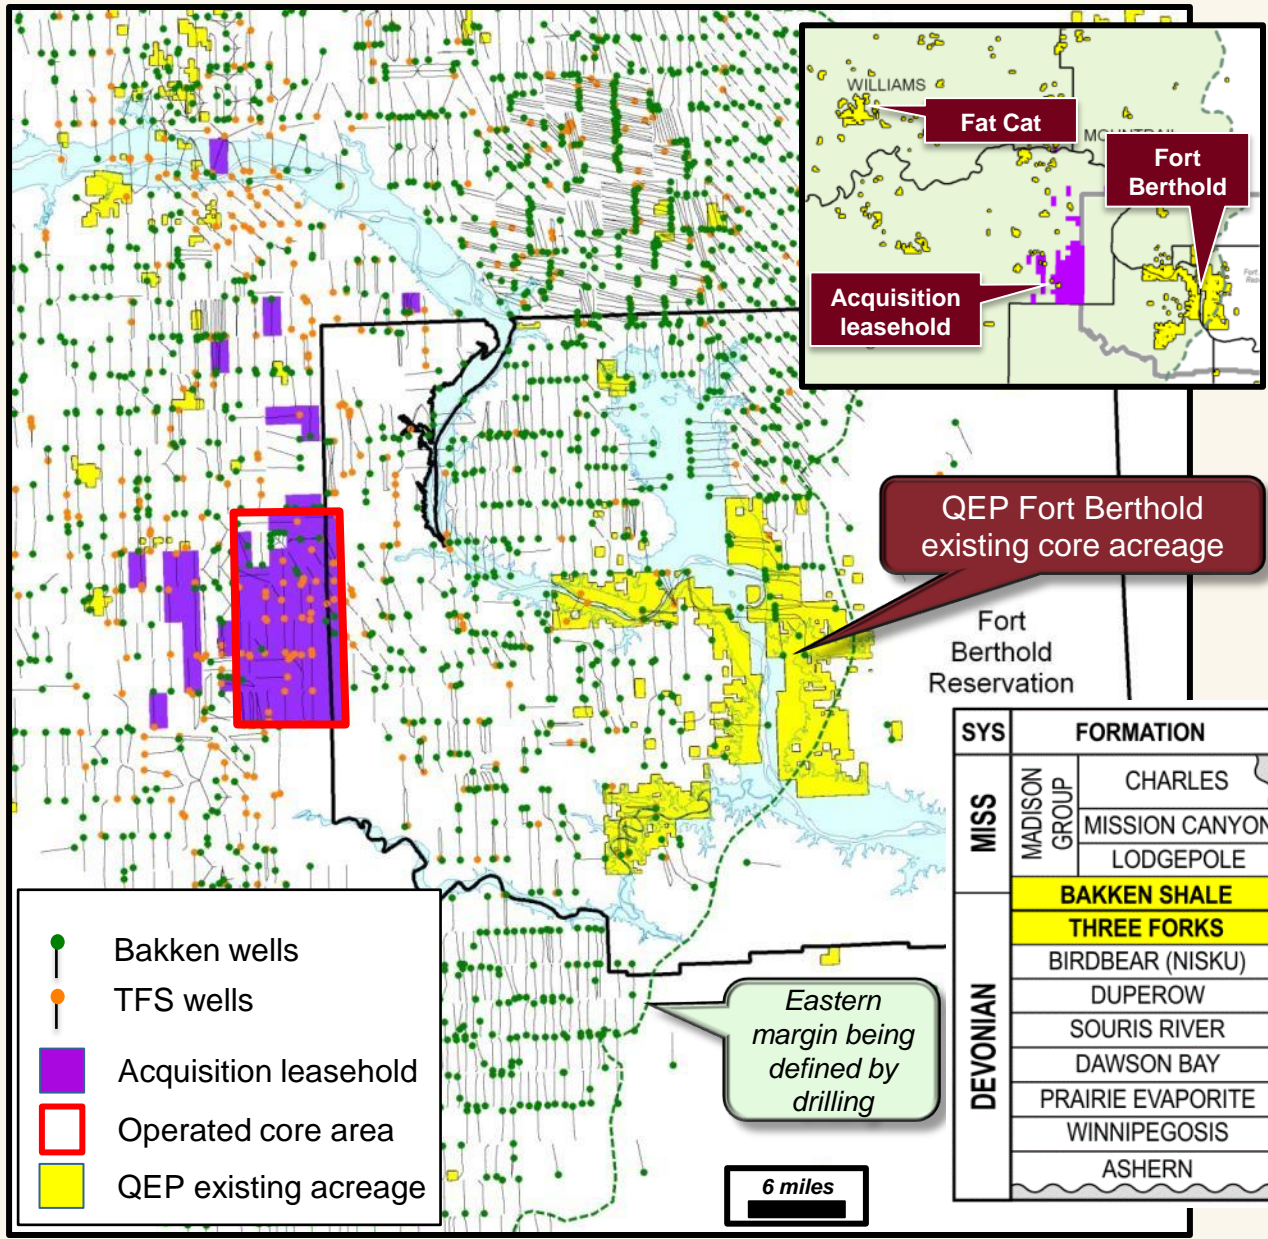 WILLIAMS
Fat Cat
Fort
Berthold
Acquisition
leasehold
QEP Fort Berthold
existing core acreage
Fort
Berthold
Reservation
SYS FORMATION
MISS
MADISON
GROUP
CHARLES
MISSION CANYON
LODGEPOLE
BAKKEN SHALE
THREE FORKS
DEVONIAN
BIRDBEAR (NISKU)
DUPEROW
SOURIS RIVER
DAWSON BAY
PRAIRIE EVAPORITE
WINNIPEGOSIS
ASHERN
Bakken wells
TFS wells
Acquisition leasehold
Operated core area
QEP existing acreage
Eastern
margin being
defined by
drilling
6 miles